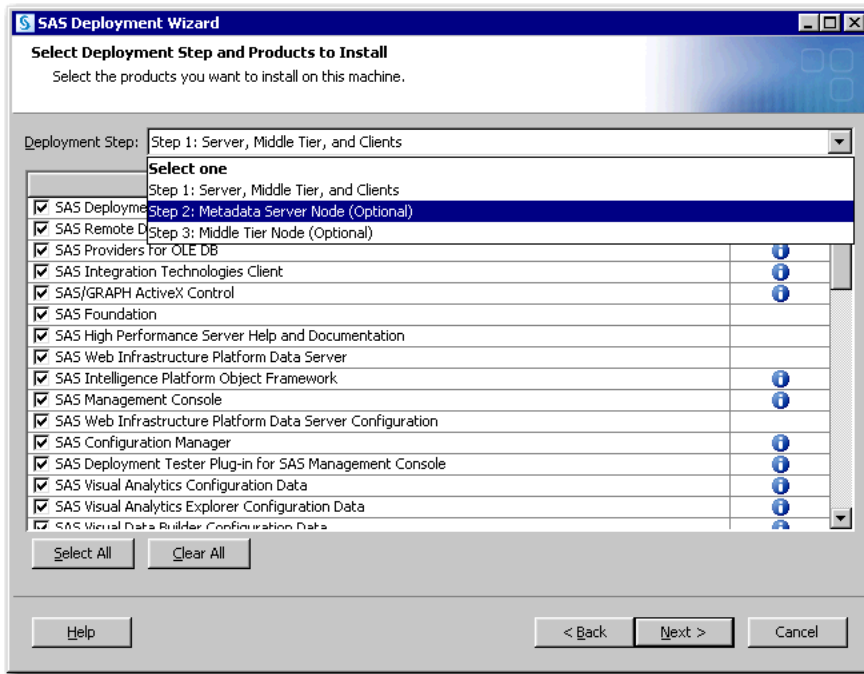 SAS Deployment Wizard
Select Deployment Step and Products to Install
Select the products you want to install on this machine.
Deployment Step: Step 1: Server, Middle Tier, and Clients
Select one
Step 1: Server, Middle Tier, and Clients
SAS Deployme Step 2: Metadata Server Node (Optional)
SAS Remote D Step 3: Middle Tier Node (Optional)
SAS Providers for OLE DB
SAS Integration Technologies Client
SAS/GRAPH ActiveX Control
SAS Foundation
SAS High Performance Server Help and Documentation
SAS Web Infrastructure Platform Data Server
SAS Intelligence Platform Object Framework
SAS Management Console
SAS Web Infrastructure Platform Data Server Configuration
SAS Configuration Manager
SAS Deployment Tester Plug-in for SAS Management Console
SAS Visual Analytics Configuration Data
SAS Visual Analytics Explorer Configuration Data
SAS Visual Data Builder Configuration Data
Select All Clear All
Help < Back Next > Cancel